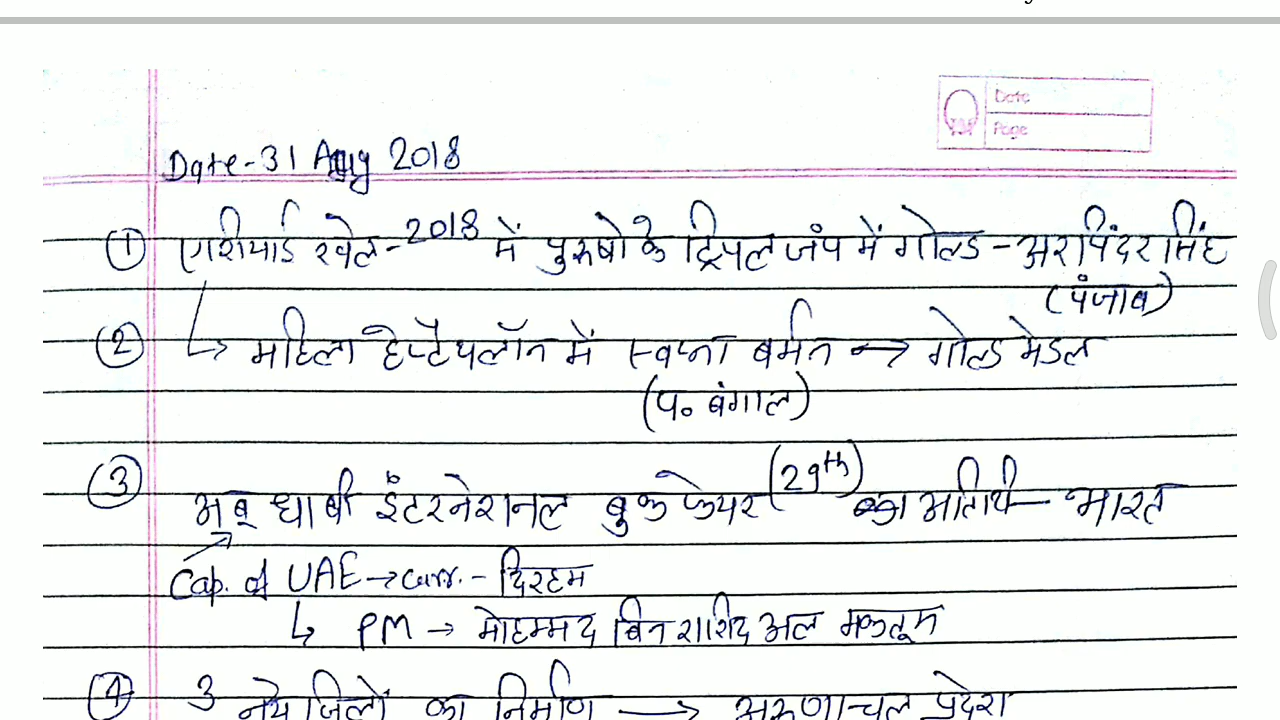 Date
Page
Date-31 Aug 2018
① एशियाई खेल-2018 में पुरुषो के ट्रिपल जंप में गोल्ड - अरपिंदर सिंह
(पंजाब)
② ↳ महिला हेप्टैथलॉन में स्वप्ना बर्मन → गोल्ड मेडल
(प॰ बंगाल)
③ अबू धाबी इंटरनेशनल बुक फेयर (29th) का अतिथि - भारत
Cap. of UAE → curr. - दिरहम
↳ PM → मोहम्मद बिन राशिद अल मकतूम
④ 3 नये जिलों का निर्माण → अरुणाचल प्रदेश